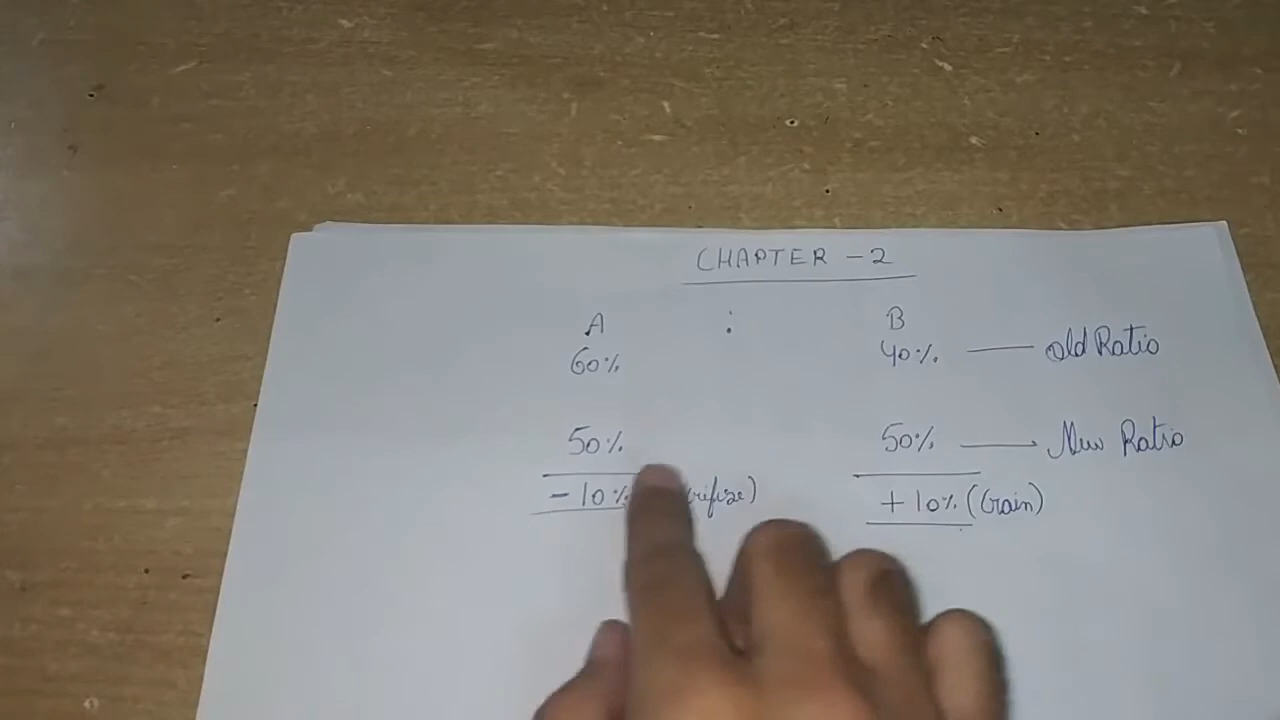 CHAPTER - 2
A : B
60% 40% — Old Ratio
50% 50% — New Ratio
- 10% + 10% (Gain)